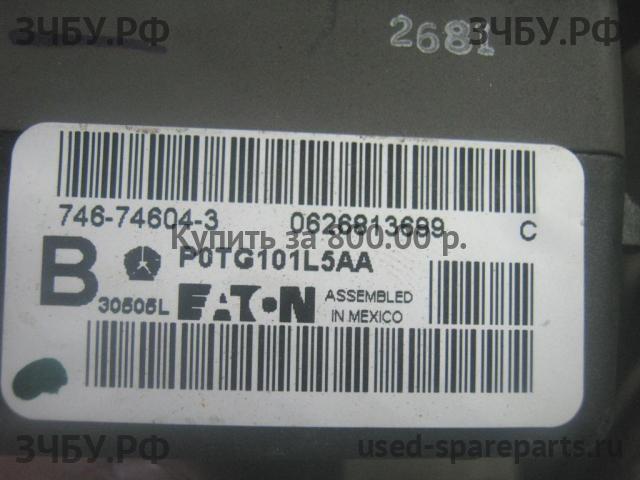 ЗЧБУ.РФ
2681
ЗЧБУ.РФ
746-74604-3
0626813699
C
Купить за 800.00 р.
B
P0TG101L5AA
30505L
EATON
ASSEMBLED
IN MEXICO
ЗЧБУ.РФ
used-spareparts.ru